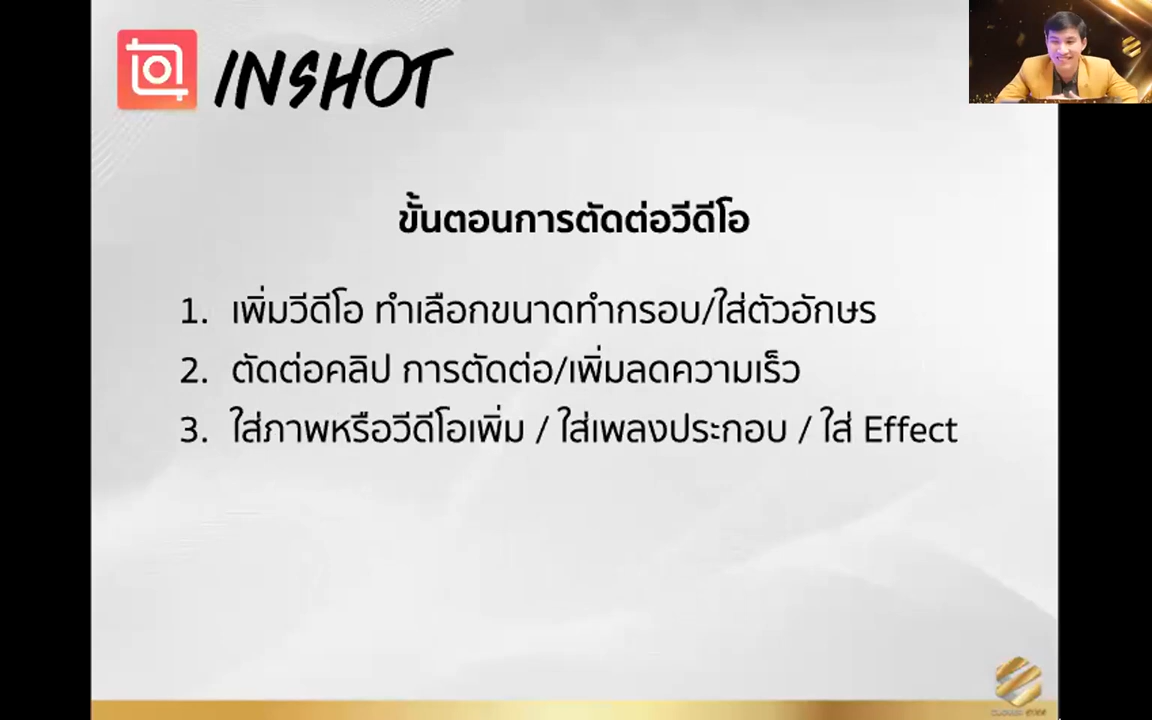 INSHOT
ขั้นตอนการตัดต่อวีดีโอ
1. เพิ่มวีดีโอ ทำเลือกขนาดทำกรอบ/ใส่ตัวอักษร
2. ตัดต่อคลิป การตัดต่อ/เพิ่มลดความเร็ว
3. ใส่ภาพหรือวีดีโอเพิ่ม / ใส่เพลงประกอบ / ใส่ Effect